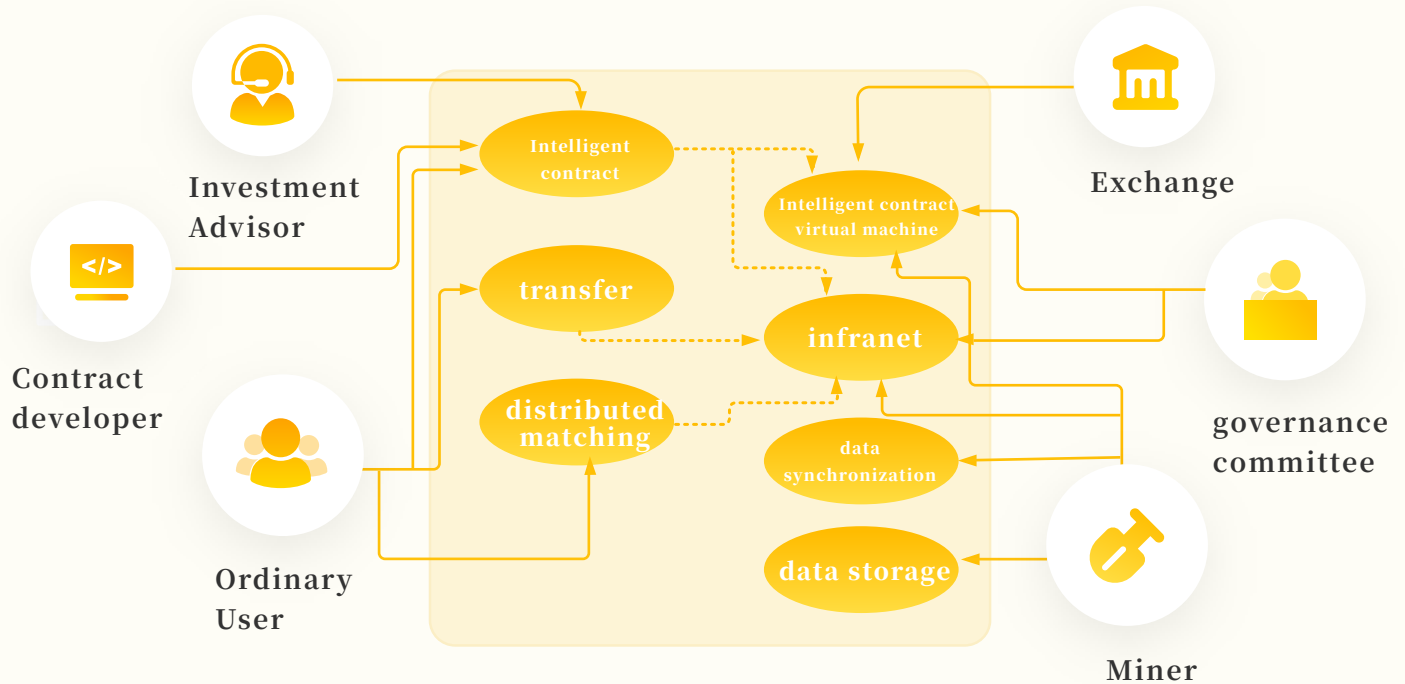 Investment
Advisor
Exchange
Contract
developer
governance
committee
Ordinary
User
Miner
Intelligent
contract
transfer
distributed
matching
Intelligent contract
virtual machine
infranet
data
synchronization
data storage
</>